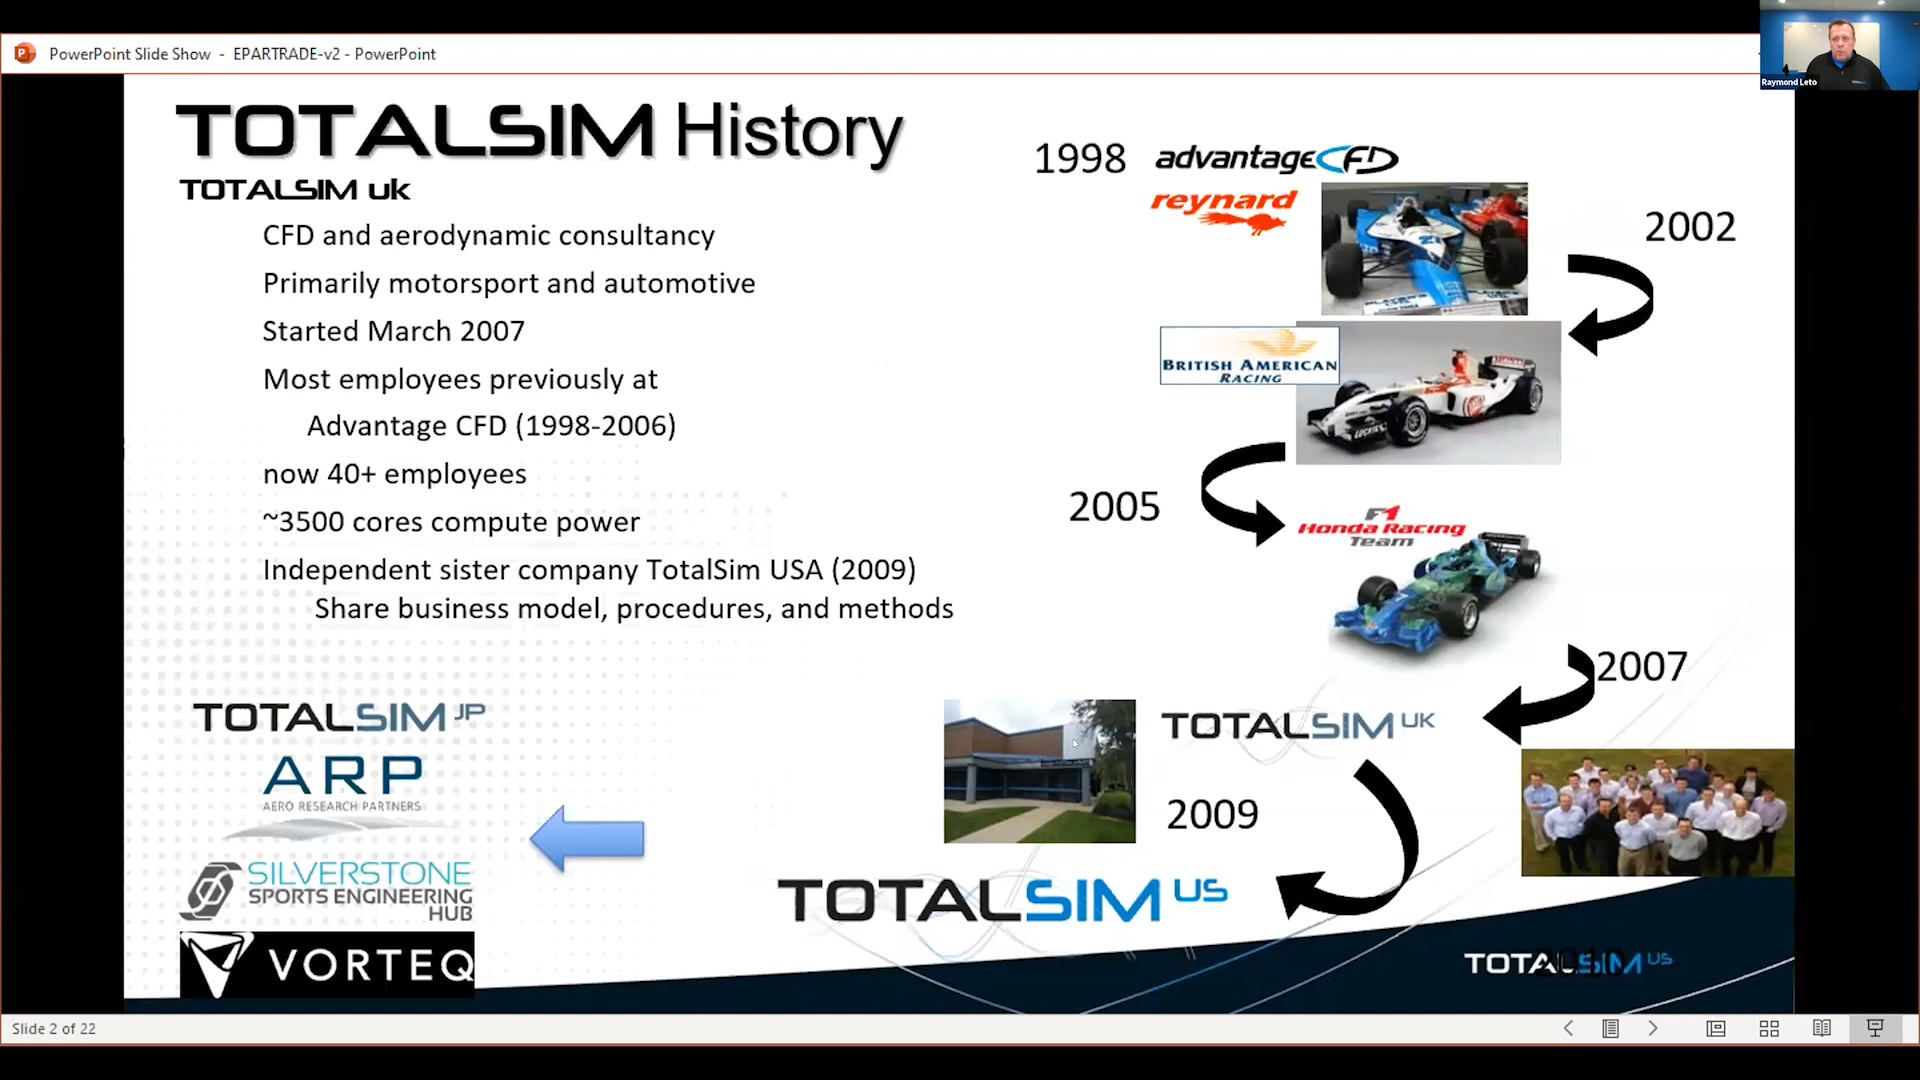 PowerPoint Slide Show - EPARTRADE-v2 - PowerPoint
Raymond Leto
TOTALSIM History
TOTALSIM uk
CFD and aerodynamic consultancy
Primarily motorsport and automotive
Started March 2007
Most employees previously at
Advantage CFD (1998-2006)
now 40+ employees
~3500 cores compute power
Independent sister company TotalSim USA (2009)
Share business model, procedures, and methods
1998
advantageCFD
reynard
2002
BRITISH AMERICAN
RACING
2005
F1
Honda Racing
Team
2007
TOTALSIM UK
2009
TOTALSIM US
TOTALSIM JP
ARP
AERO RESEARCH PARTNERS
SILVERSTONE
SPORTS ENGINEERING
HUB
VORTEQ
TOTALSIM US
Slide 2 of 22